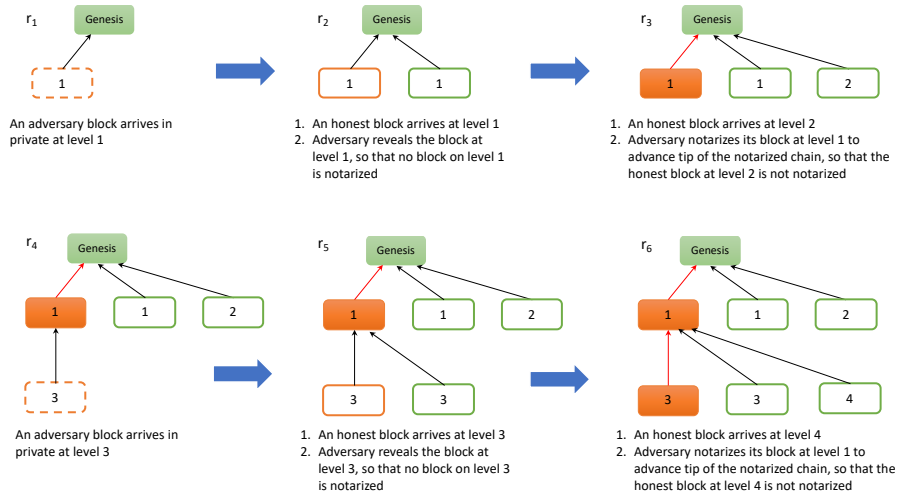 r1
Genesis
1
An adversary block arrives in
private at level 1
r2
Genesis
1 1
1. An honest block arrives at level 1
2. Adversary reveals the block at
level 1, so that no block on level 1
is notarized
r3
Genesis
1 1 2
1. An honest block arrives at level 2
2. Adversary notarizes its block at level 1 to
advance tip of the notarized chain, so that the
honest block at level 2 is not notarized
r4
Genesis
1 1 2
3
An adversary block arrives in
private at level 3
r5
Genesis
1 1 2
3 3
1. An honest block arrives at level 3
2. Adversary reveals the block at
level 3, so that no block on level 3
is notarized
r6
Genesis
1 1 2
3 3 4
1. An honest block arrives at level 4
2. Adversary notarizes its block at level 1 to
advance tip of the notarized chain, so that the
honest block at level 4 is not notarized